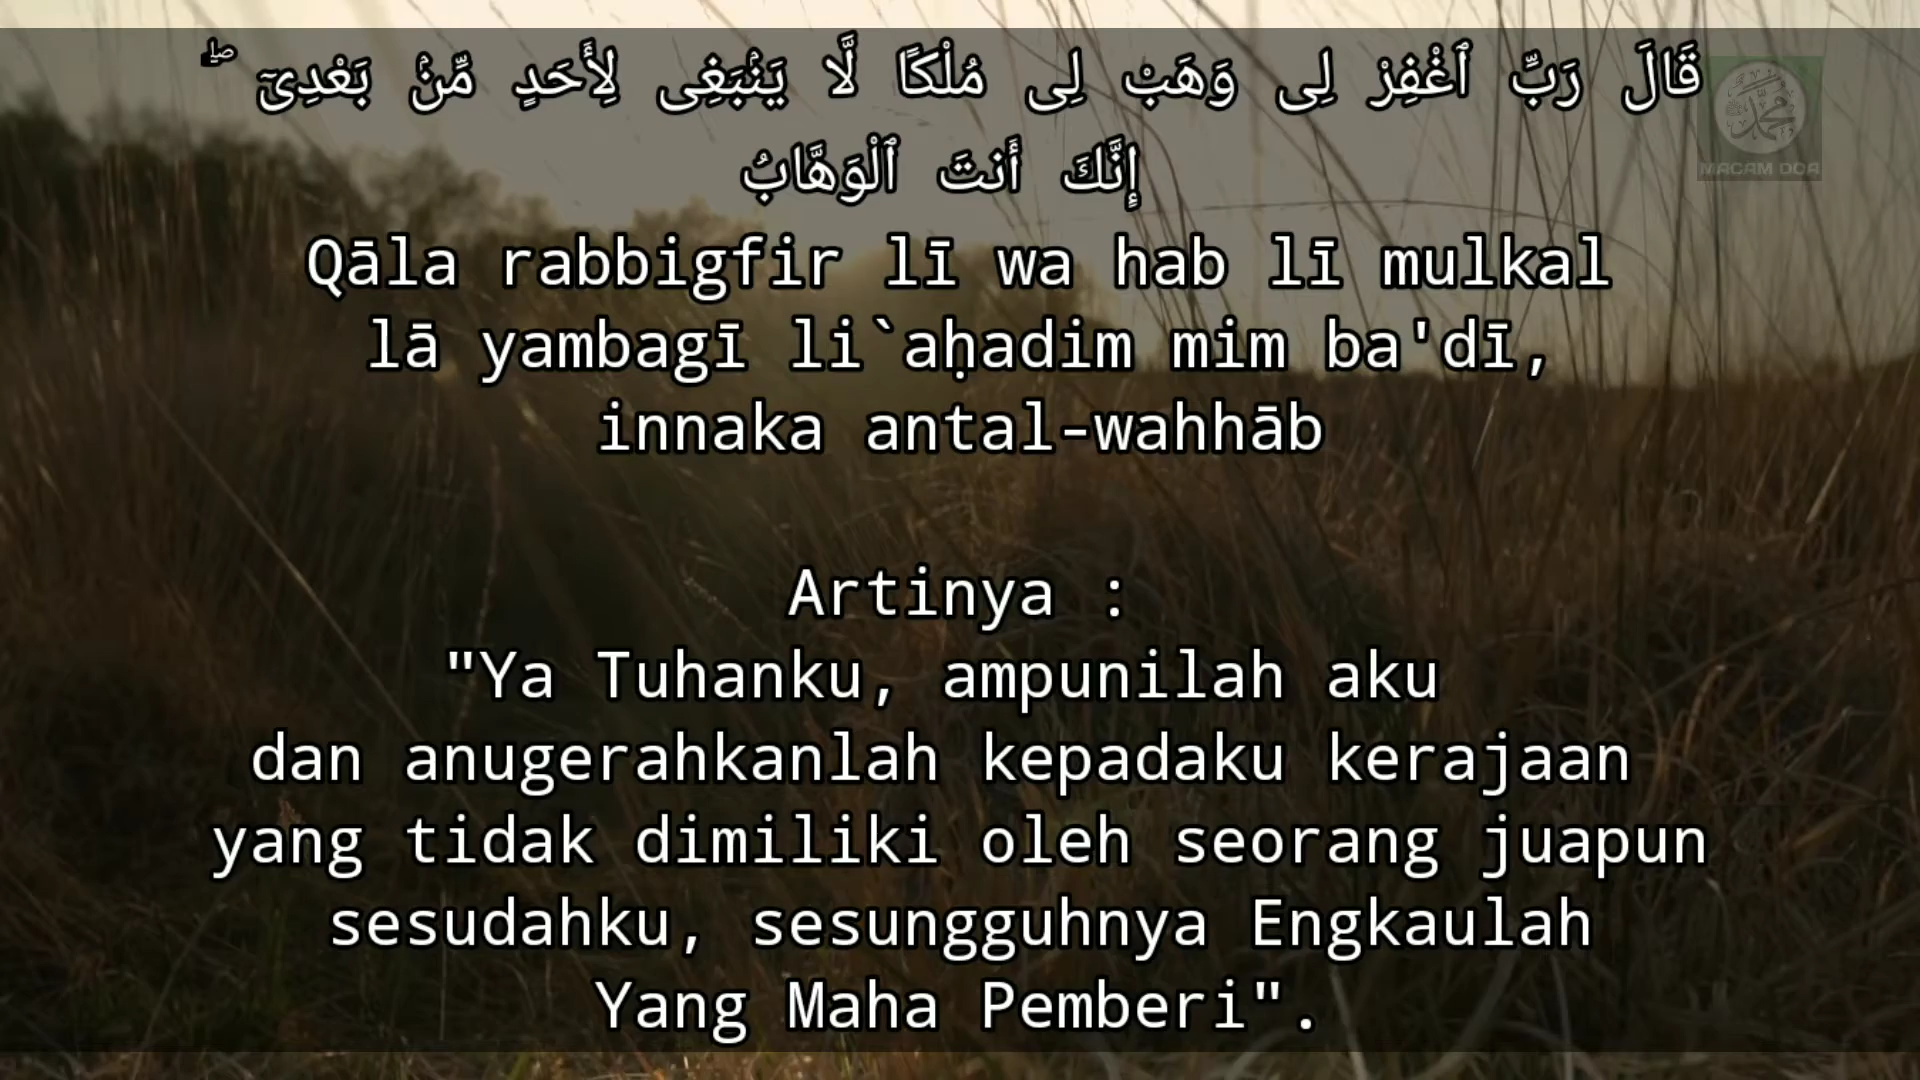 قَالَ رَبِّ ٱغْفِرْ لِى وَهَبْ لِى مُلْكًا لَّا يَنۢبَغِى لِأَحَدٍ مِّنۢ بَعْدِىٓ ۖ
إِنَّكَ أَنتَ ٱلْوَهَّابُ
MACAM DOA
Qāla rabbigfir lī wa hab lī mulkal
lā yambagī li`aḥadim mim ba'dī,
innaka antal-wahhāb
Artinya :
"Ya Tuhanku, ampunilah aku
dan anugerahkanlah kepadaku kerajaan
yang tidak dimiliki oleh seorang juapun
sesudahku, sesungguhnya Engkaulah
Yang Maha Pemberi".